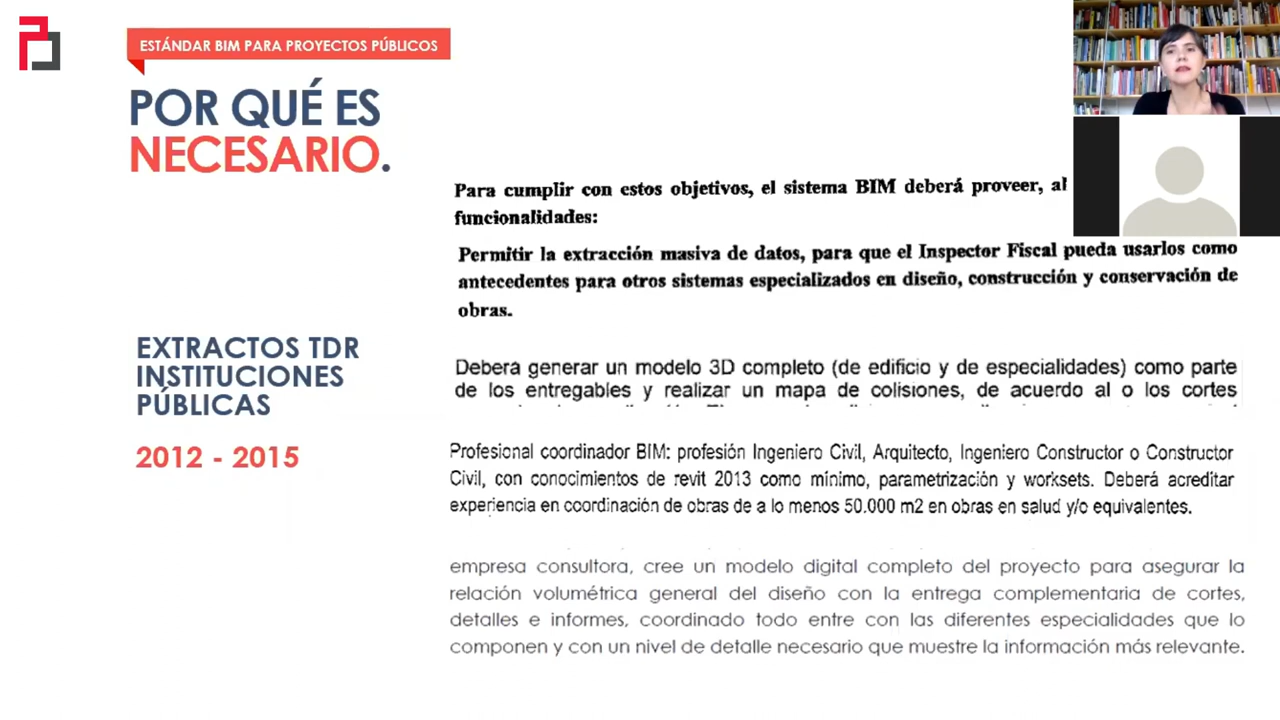 ESTÁNDAR BIM PARA PROYECTOS PÚBLICOS
POR QUÉ ES
NECESARIO.
EXTRACTOS TDR
INSTITUCIONES
PÚBLICAS
2012 - 2015
Para cumplir con estos objetivos, el sistema BIM deberá proveer, al
funcionalidades:
Permitir la extracción masiva de datos, para que el Inspector Fiscal pueda usarlos como
antecedentes para otros sistemas especializados en diseño, construcción y conservación de
obras.
Deberá generar un modelo 3D completo (de edificio y de especialidades) como parte
de los entregables y realizar un mapa de colisiones, de acuerdo al o los cortes
Profesional coordinador BIM: profesión Ingeniero Civil, Arquitecto, Ingeniero Constructor o Constructor
Civil, con conocimientos de revit 2013 como mínimo, parametrización y worksets. Deberá acreditar
experiencia en coordinación de obras de a lo menos 50.000 m2 en obras en salud y/o equivalentes.
empresa consultora, cree un modelo digital completo del proyecto para asegurar la
relación volumétrica general del diseño con la entrega complementaria de cortes,
detalles e informes, coordinado todo entre con las diferentes especialidades que lo
componen y con un nivel de detalle necesario que muestre la información más relevante.